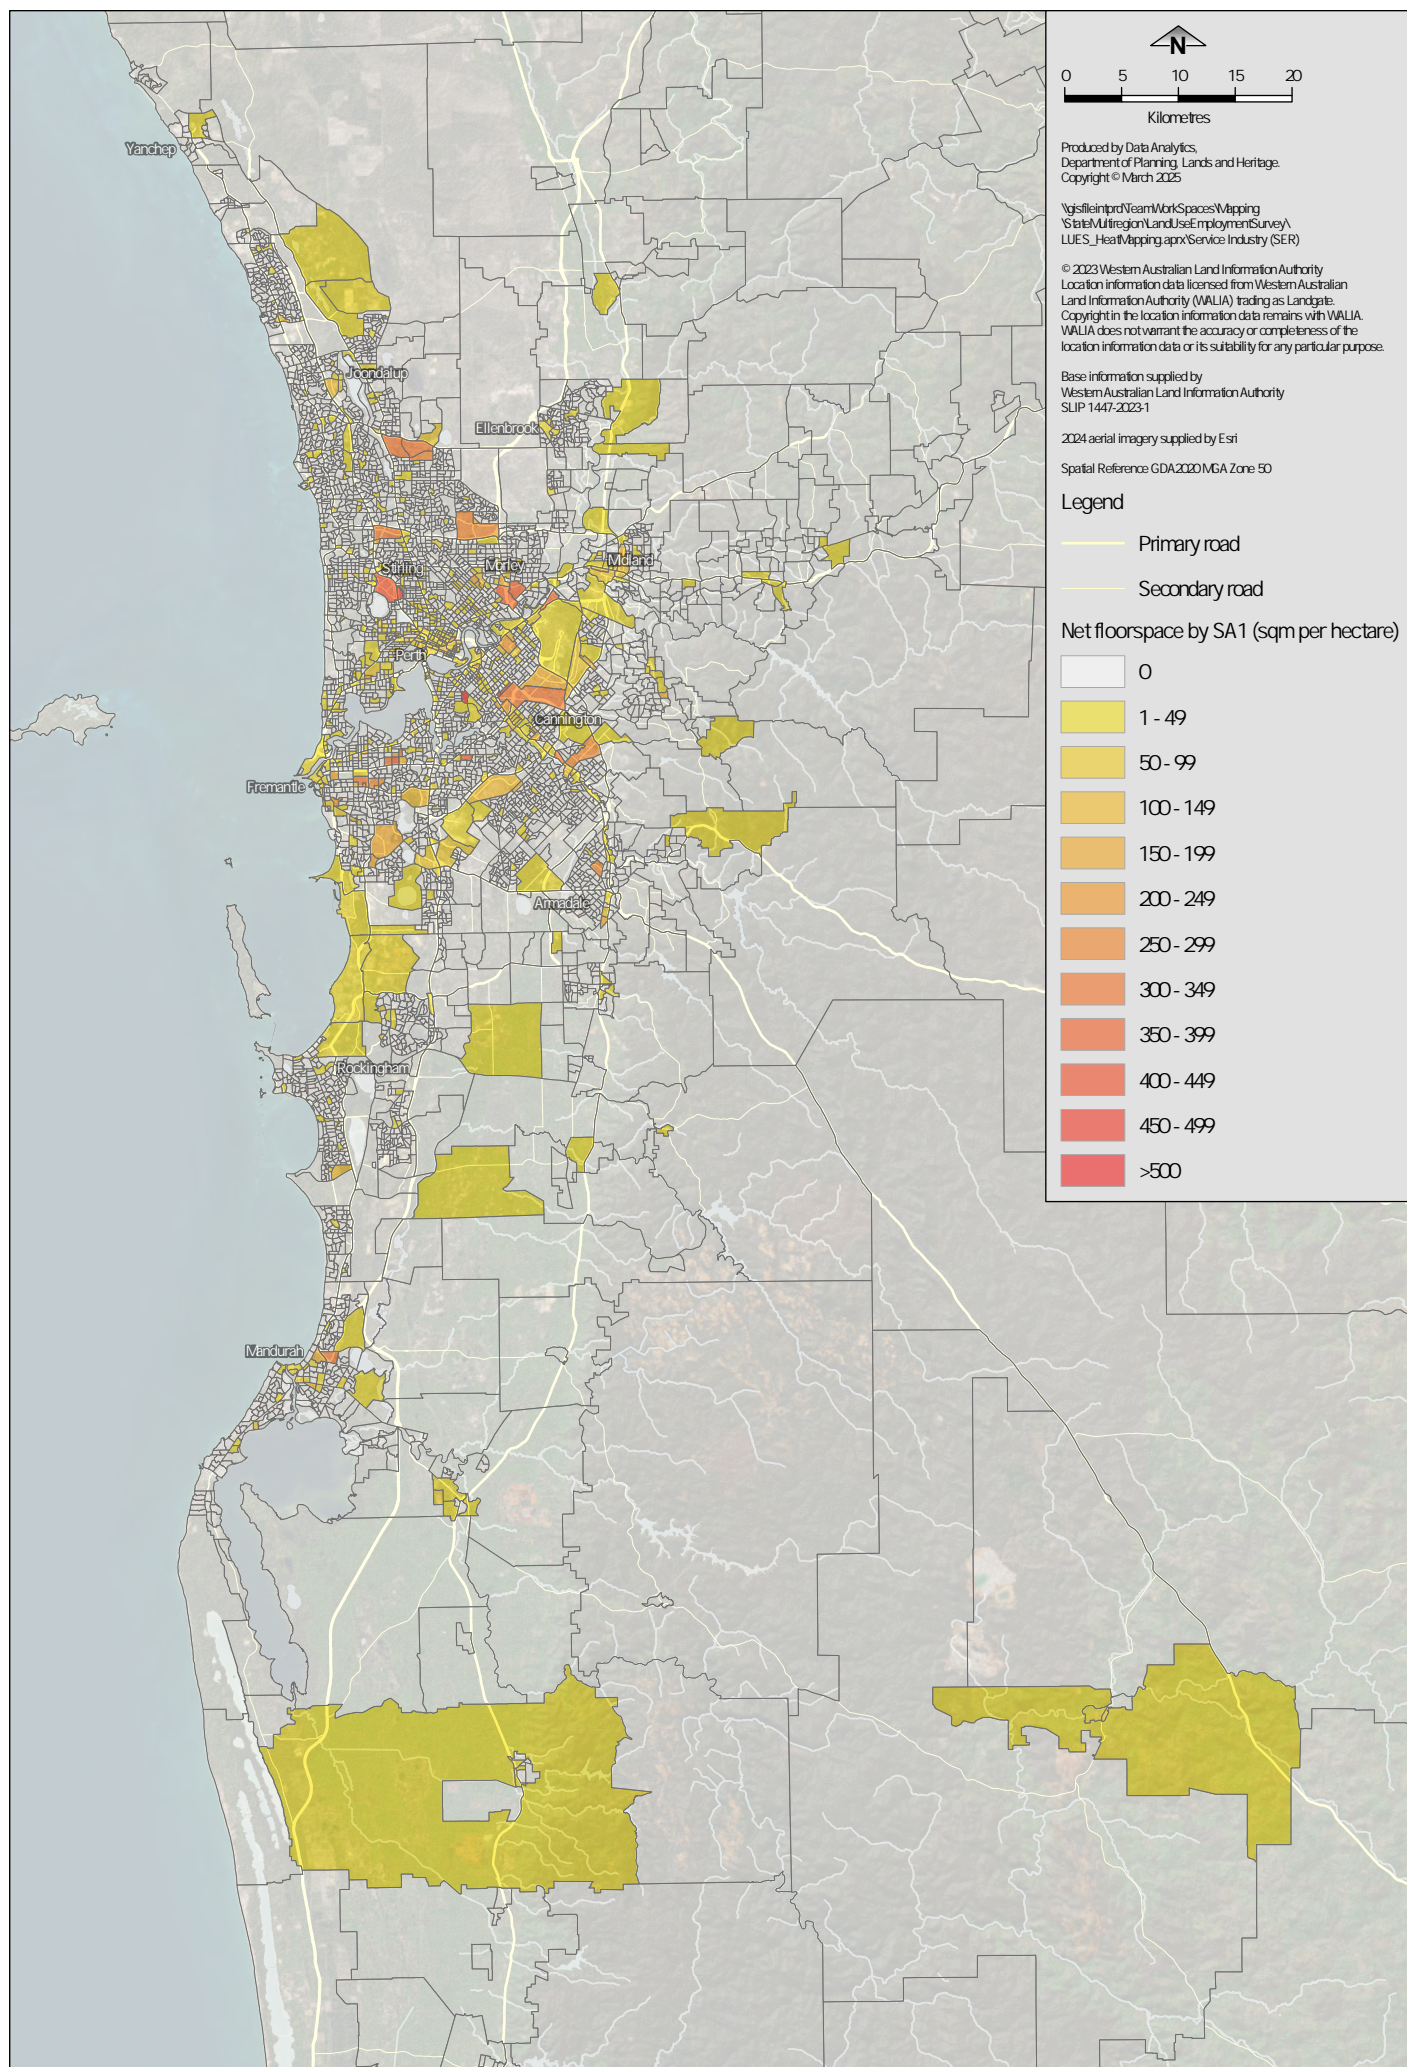 N
0 5 10 15 20
Kilometres
Produced by Data Analytics,
Department of Planning, Lands and Heritage.
Copyright © March 2025
\\gisfileintprd\TeamWorkSpaces\Mapping
\StateMultiregion\LandUseEmploymentSurvey\
LUES_HeatMapping.aprx\Service Industry (SER)
© 2023 Western Australian Land Information Authority
Location information data licensed from Western Australian
Land Information Authority (WALIA) trading as Landgate.
Copyright in the location information data remains with WALIA.
WALIA does not warrant the accuracy or completeness of the
location information data or its suitability for any particular purpose.
Base information supplied by
Western Australian Land Information Authority
SLIP 1447-2023-1
2024 aerial imagery supplied by Esri
Spatial Reference GDA2020 MGA Zone 50
Legend
Primary road
Secondary road
Net floorspace by SA1 (sqm per hectare)
0
1 - 49
50 - 99
100 - 149
150 - 199
200 - 249
250 - 299
300 - 349
350 - 399
400 - 449
450 - 499
>500
Yanchep
Joondalup
Ellenbrook
Midland
Morley
Stirling
Perth
Cannington
Fremantle
Armadale
Rockingham
Mandurah